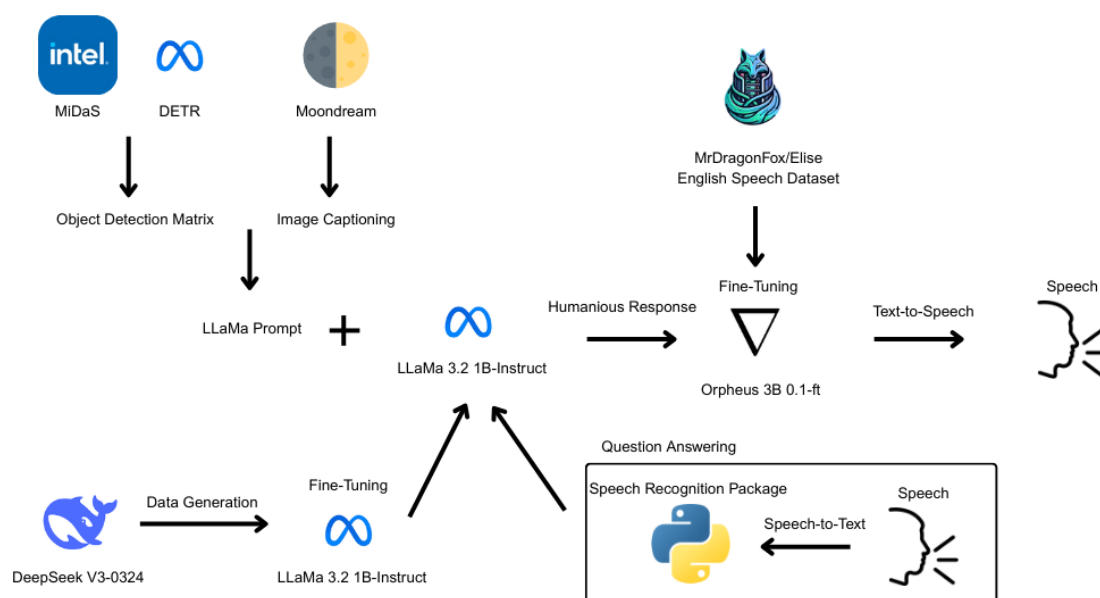 intel.
MiDaS
DETR
Moondream
MrDragonFox/Elise
English Speech Dataset
Object Detection Matrix
Image Captioning
Fine-Tuning
Speech
LLaMa Prompt
LLaMa 3.2 1B-Instruct
Humanious Response
Text-to-Speech
Orpheus 3B 0.1-ft
Question Answering
Speech Recognition Package
Speech
Speech-to-Text
Data Generation
Fine-Tuning
DeepSeek V3-0324
LLaMa 3.2 1B-Instruct